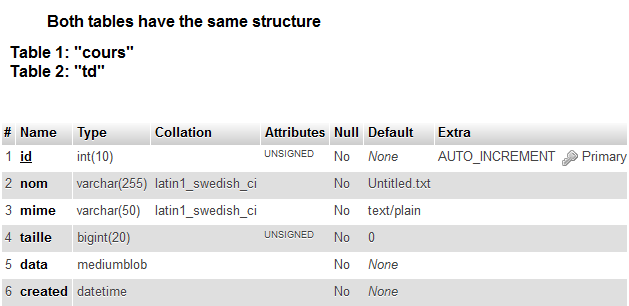 Both tables have the same structure
Table 1: "cours"
Table 2: "td"
# Name Type Collation Attributes Null Default Extra
1 id int(10) UNSIGNED No None AUTO_INCREMENT Primary
2 nom varchar(255) latin1_swedish_ci No Untitled.txt
3 mime varchar(50) latin1_swedish_ci No text/plain
4 taille bigint(20) UNSIGNED No 0
5 data mediumblob No None
6 created datetime No None